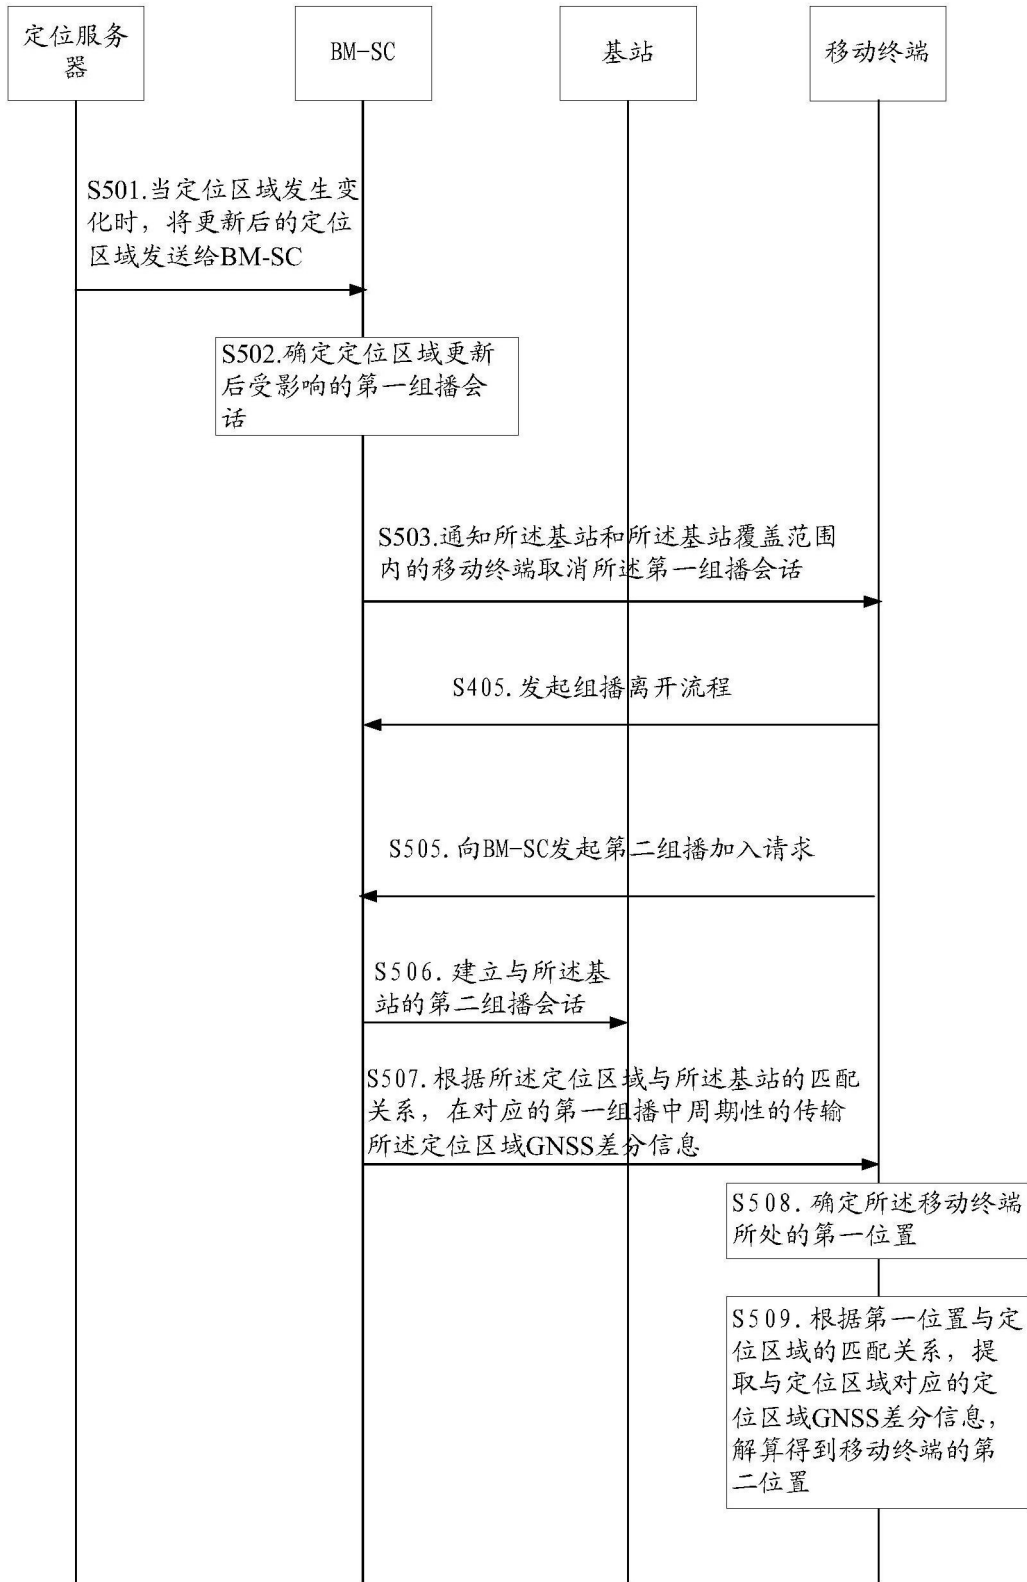 定位服务
器
BM-SC
基站
移动终端
S501.当定位区域发生变
化时，将更新后的定位
区域发送给BM-SC
S502.确定定位区域更新
后受影响的第一组播会
话
S503.通知所述基站和所述基站覆盖范围
内的移动终端取消所述第一组播会话
S405.发起组播离开流程
S505.向BM-SC发起第二组播加入请求
S506.建立与所述基
站的第二组播会话
S507.根据所述定位区域与所述基站的匹配
关系，在对应的第一组播中周期性的传输
所述定位区域GNSS差分信息
S508.确定所述移动终端
所处的第一位置
S509.根据第一位置与定
位区域的匹配关系，提
取与定位区域对应的定
位区域GNSS差分信息，
解算得到移动终端的第
二位置